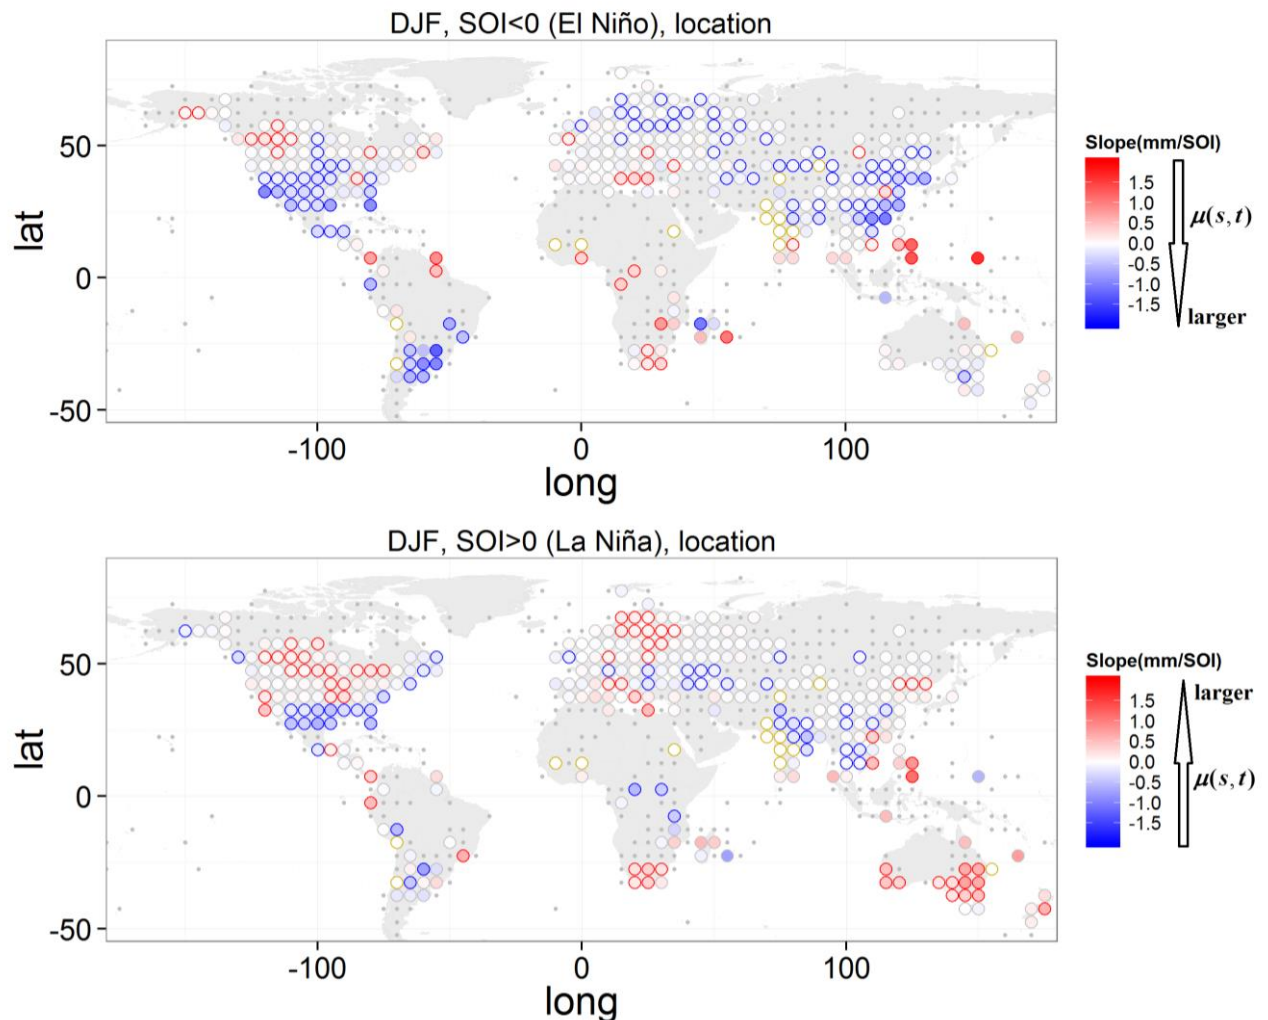 DJF, SOI<0 (El Niño), location
50
0
-50
lat
-100
0
100
long
Slope(mm/SOI)
1.5
1.0
0.5
0.0
-0.5
-1.0
-1.5
μ(s,t)
larger
DJF, SOI>0 (La Niña), location
50
0
-50
lat
-100
0
100
long
Slope(mm/SOI)
larger
1.5
1.0
0.5
0.0
-0.5
-1.0
-1.5
μ(s,t)